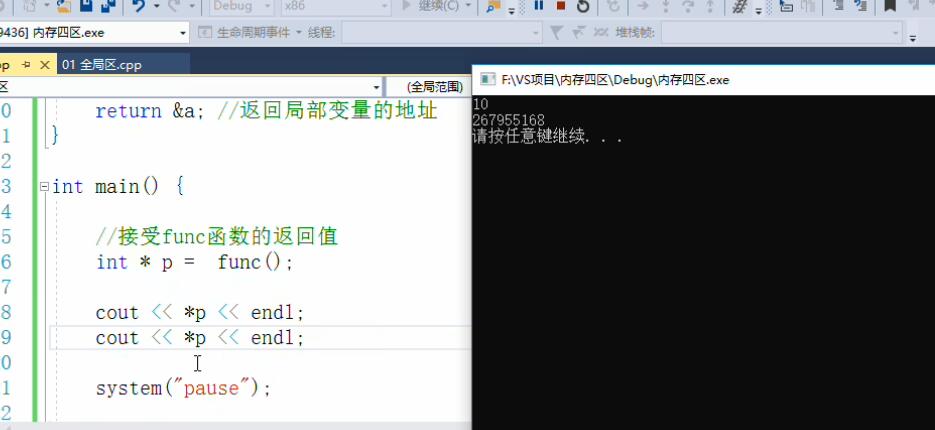 Debug x86 继续(C)
9436] 内存四区.exe 生命周期事件 线程: 堆栈帧:
pp 01 全局区.cpp
区 (全局范围)
F:\VS项目\内存四区\Debug\内存四区.exe
0 return &a; //返回局部变量的地址
1 }
2
3 int main() {
4
5 //接受func函数的返回值
6 int * p = func();
7
8 cout << *p << endl;
9 cout << *p << endl;
0
1 system("pause");
2
10
267955168
请按任意键继续. . .